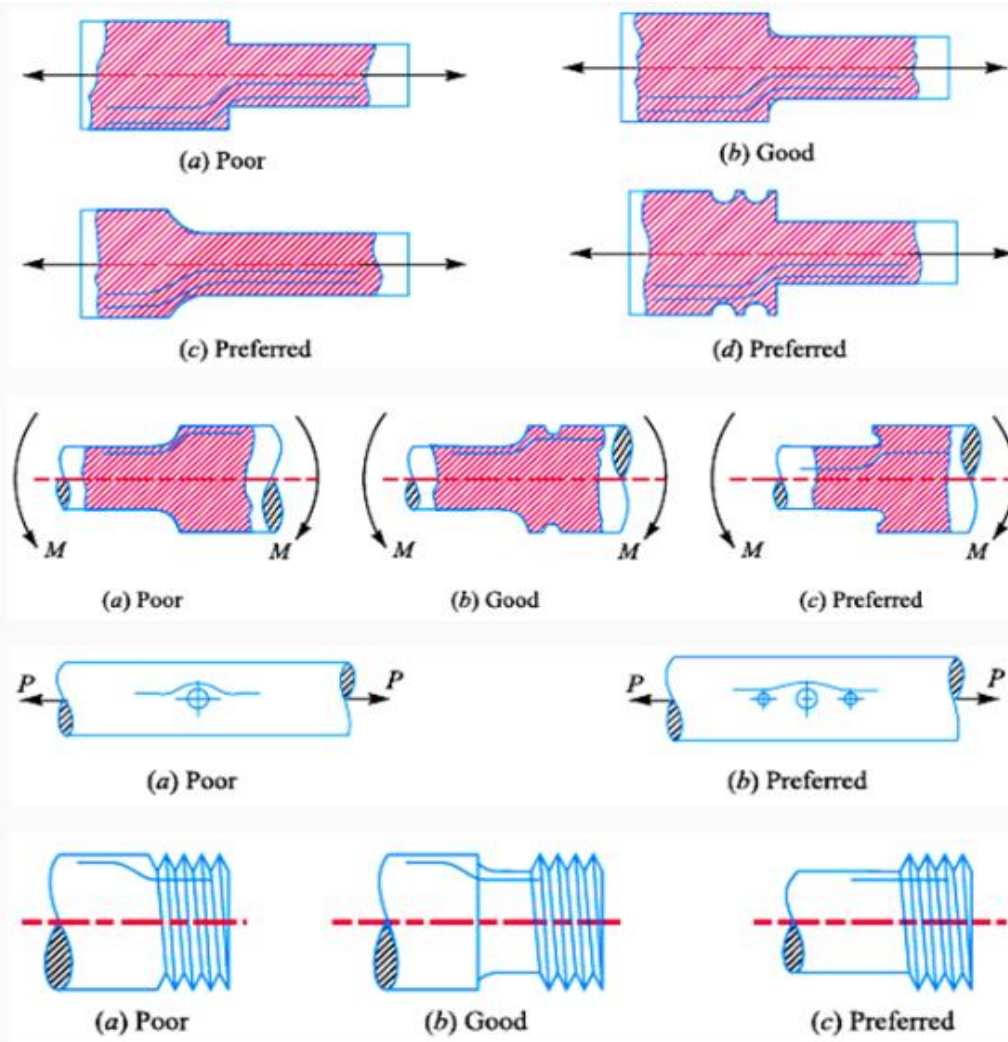 (a) Poor
(b) Good
(c) Preferred
(d) Preferred
M M M M M M
(a) Poor (b) Good (c) Preferred
P P P P
(a) Poor (b) Preferred
(a) Poor (b) Good (c) Preferred